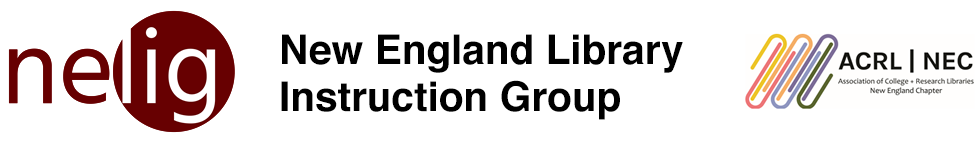 nelig
New England Library
Instruction Group
ACRL | NEC
Association of College + Research Libraries
New England Chapter